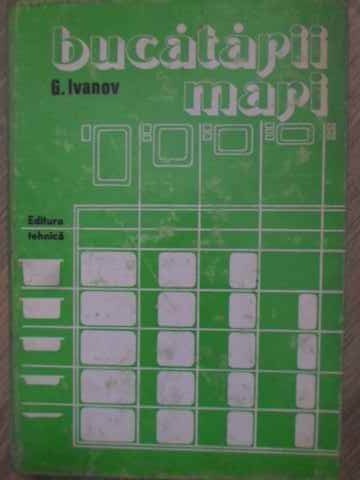 bucătării
G. Ivanov
mari
Editura
tehnică